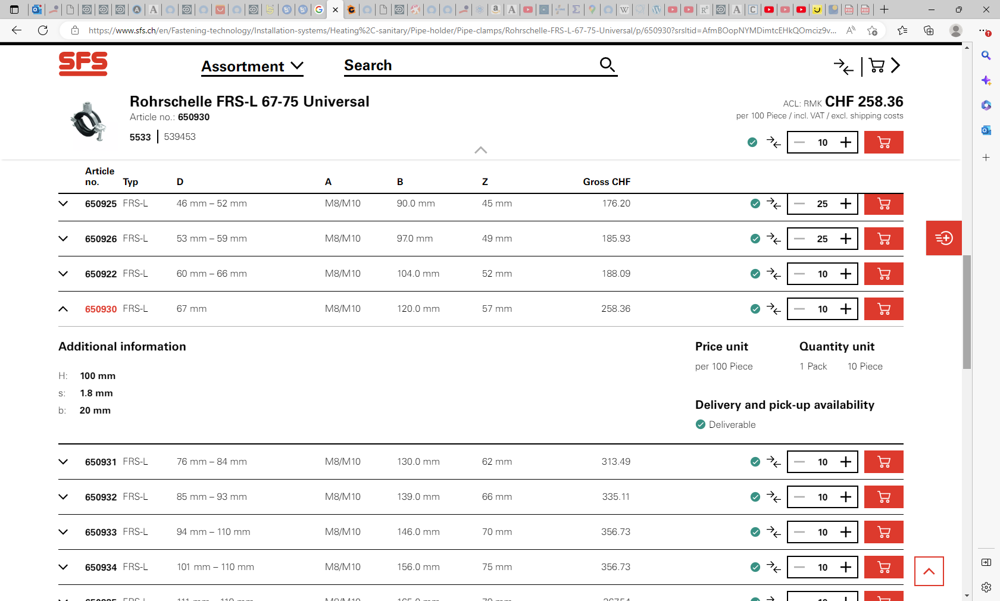 https://www.sfs.ch/en/Fastening-technology/Installation-systems/Heating%2C-sanitary/Pipe-holder/Pipe-clamps/Rohrschelle-FRS-L-67-75-Universal/p/650930?srsltid=AfmBOopNYMDimtcEHkQOmciz9v...
SFS
Assortment
Search
Rohrschelle FRS-L 67-75 Universal
Article no.: 650930
5533 539453
ACL: RMK CHF 258.36
per 100 Piece / incl. VAT / excl. shipping costs
10
Article no. Typ D A B Z Gross CHF
650925 FRS-L 46 mm – 52 mm M8/M10 90.0 mm 45 mm 176.20 25
650926 FRS-L 53 mm – 59 mm M8/M10 97.0 mm 49 mm 185.93 25
650922 FRS-L 60 mm – 66 mm M8/M10 104.0 mm 52 mm 188.09 10
650930 FRS-L 67 mm M8/M10 120.0 mm 57 mm 258.36 10
Additional information
H: 100 mm
s: 1.8 mm
b: 20 mm
Price unit
per 100 Piece
Quantity unit
1 Pack 10 Piece
Delivery and pick-up availability
Deliverable
650931 FRS-L 76 mm – 84 mm M8/M10 130.0 mm 62 mm 313.49 10
650932 FRS-L 85 mm – 93 mm M8/M10 139.0 mm 66 mm 335.11 10
650933 FRS-L 94 mm – 110 mm M8/M10 146.0 mm 70 mm 356.73 10
650934 FRS-L 101 mm – 110 mm M8/M10 156.0 mm 75 mm 356.73 10